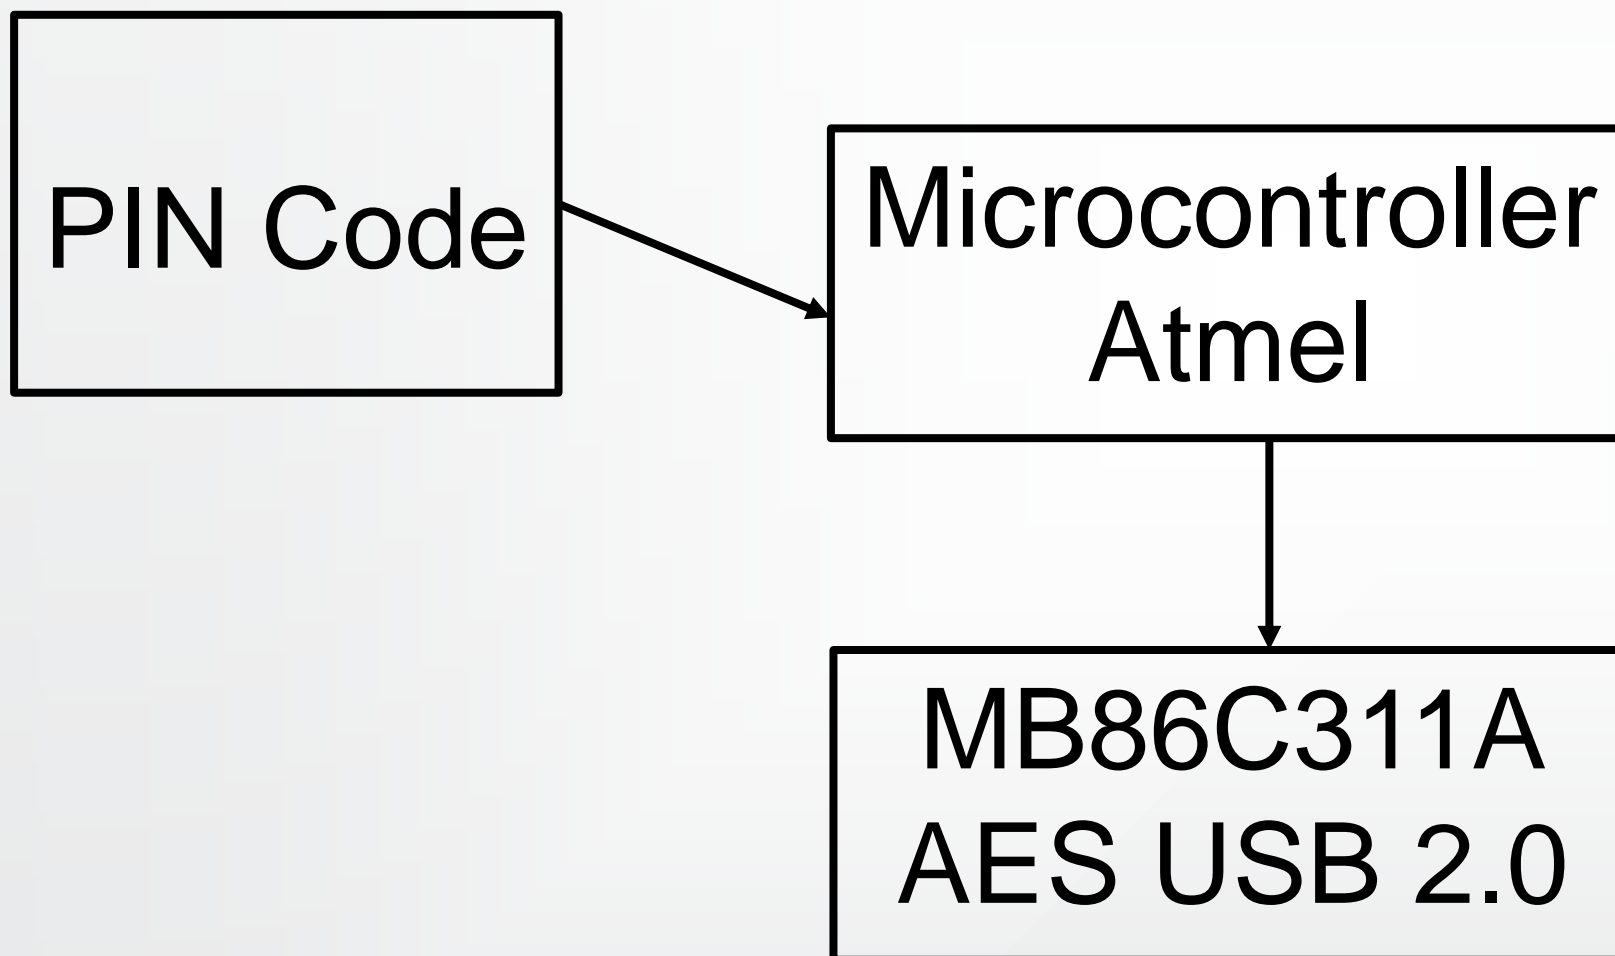 PIN Code
Microcontroller
Atmel
MB86C311A
AES USB 2.0